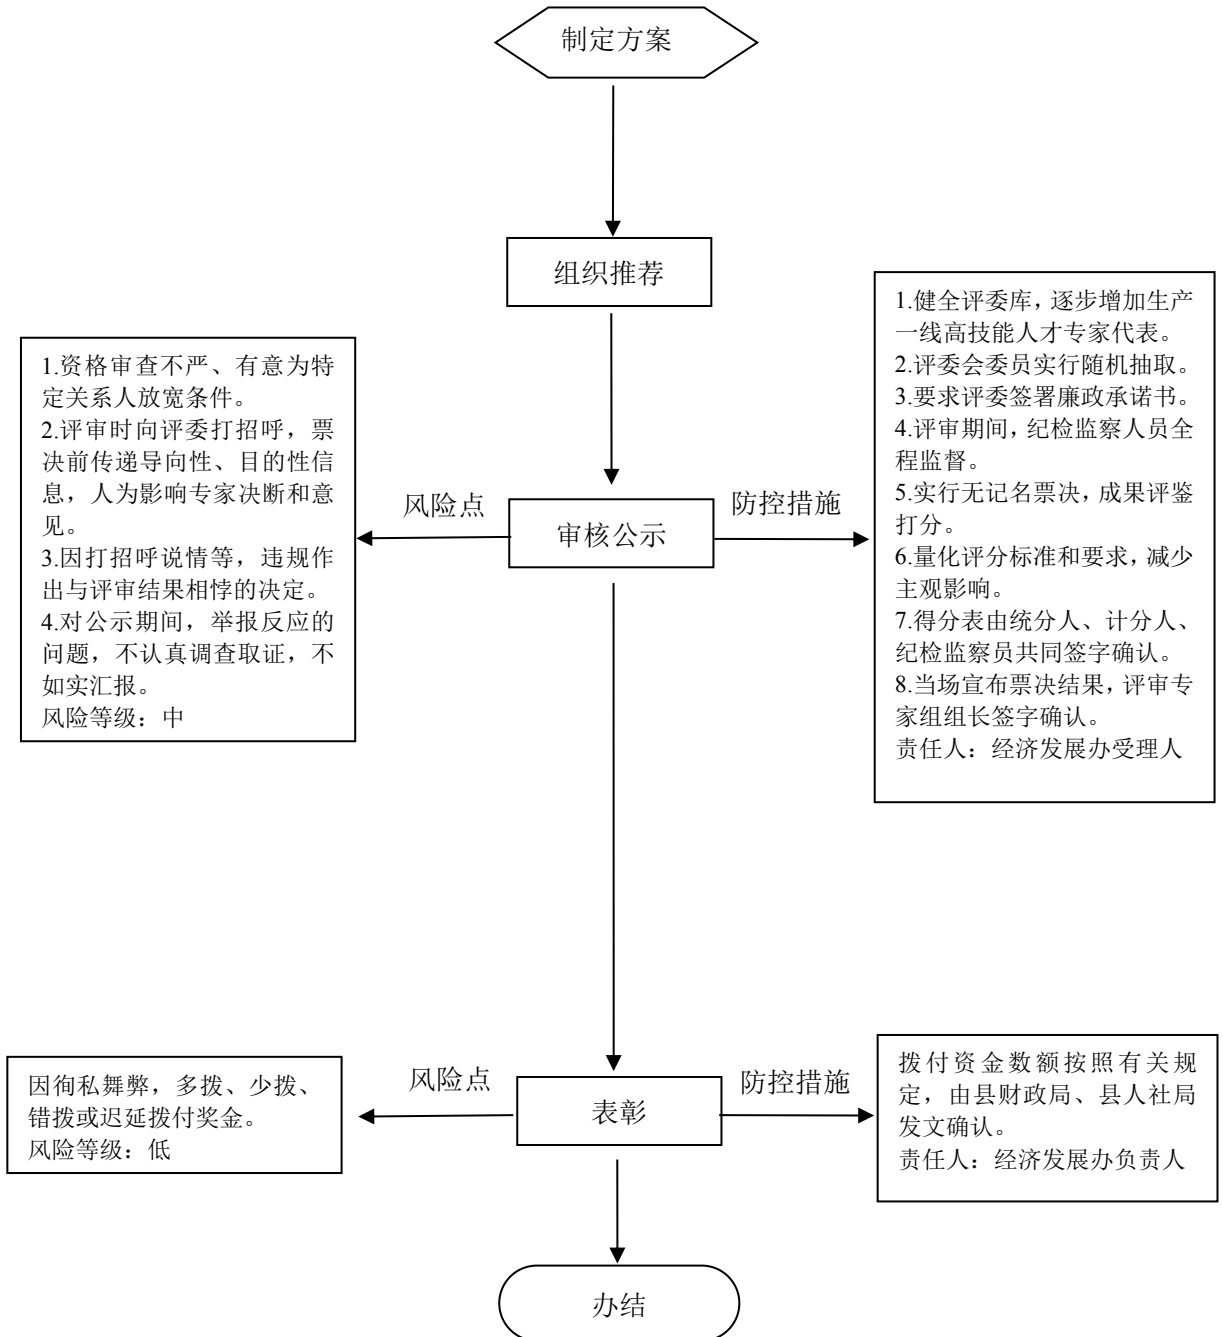 制定方案
组织推荐
1.资格审查不严、有意为特
定关系人放宽条件。
2.评审时向评委打招呼，票
决前传递导向性、目的性信
息，人为影响专家决断和意
见。
3.因打招呼说情等，违规作
出与评审结果相悖的决定。
4.对公示期间，举报反应的
问题，不认真调查取证，不
如实汇报。
风险等级：中
风险点
审核公示
防控措施
1.健全评委库，逐步增加生产
一线高技能人才专家代表。
2.评委会委员实行随机抽取。
3.要求评委签署廉政承诺书。
4.评审期间，纪检监察人员全
程监督。
5.实行无记名票决，成果评鉴
打分。
6.量化评分标准和要求，减少
主观影响。
7.得分表由统分人、计分人、
纪检监察员共同签字确认。
8.当场宣布票决结果，评审专
家组组长签字确认。
责任人：经济发展办受理人
因徇私舞弊，多拨、少拨、
错拨或迟延拨付奖金。
风险等级：低
风险点
表彰
防控措施
拨付资金数额按照有关规
定，由县财政局、县人社局
发文确认。
责任人：经济发展办负责人
办结